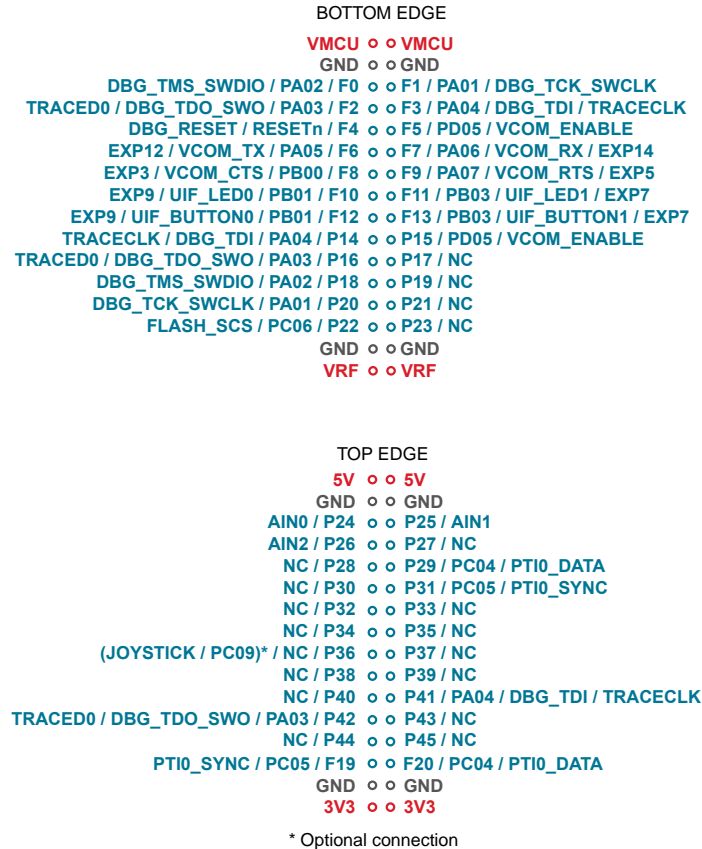 BOTTOM EDGE
VMCU VMCU
GND GND
DBG_TMS_SWDIO / PA02 / F0 F1 / PA01 / DBG_TCK_SWCLK
TRACED0 / DBG_TDO_SWO / PA03 / F2 F3 / PA04 / DBG_TDI / TRACECLK
DBG_RESET / RESETn / F4 F5 / PD05 / VCOM_ENABLE
EXP12 / VCOM_TX / PA05 / F6 F7 / PA06 / VCOM_RX / EXP14
EXP3 / VCOM_CTS / PB00 / F8 F9 / PA07 / VCOM_RTS / EXP5
EXP9 / UIF_LED0 / PB01 / F10 F11 / PB03 / UIF_LED1 / EXP7
EXP9 / UIF_BUTTON0 / PB01 / F12 F13 / PB03 / UIF_BUTTON1 / EXP7
TRACECLK / DBG_TDI / PA04 / P14 P15 / PD05 / VCOM_ENABLE
TRACED0 / DBG_TDO_SWO / PA03 / P16 P17 / NC
DBG_TMS_SWDIO / PA02 / P18 P19 / NC
DBG_TCK_SWCLK / PA01 / P20 P21 / NC
FLASH_SCS / PC06 / P22 P23 / NC
GND GND
VRF VRF
TOP EDGE
5V 5V
GND GND
AIN0 / P24 P25 / AIN1
AIN2 / P26 P27 / NC
NC / P28 P29 / PC04 / PTI0_DATA
NC / P30 P31 / PC05 / PTI0_SYNC
NC / P32 P33 / NC
NC / P34 P35 / NC
(JOYSTICK / PC09)* / NC / P36 P37 / NC
NC / P38 P39 / NC
NC / P40 P41 / PA04 / DBG_TDI / TRACECLK
TRACED0 / DBG_TDO_SWO / PA03 / P42 P43 / NC
NC / P44 P45 / NC
PTI0_SYNC / PC05 / F19 F20 / PC04 / PTI0_DATA
GND GND
3V3 3V3
* Optional connection